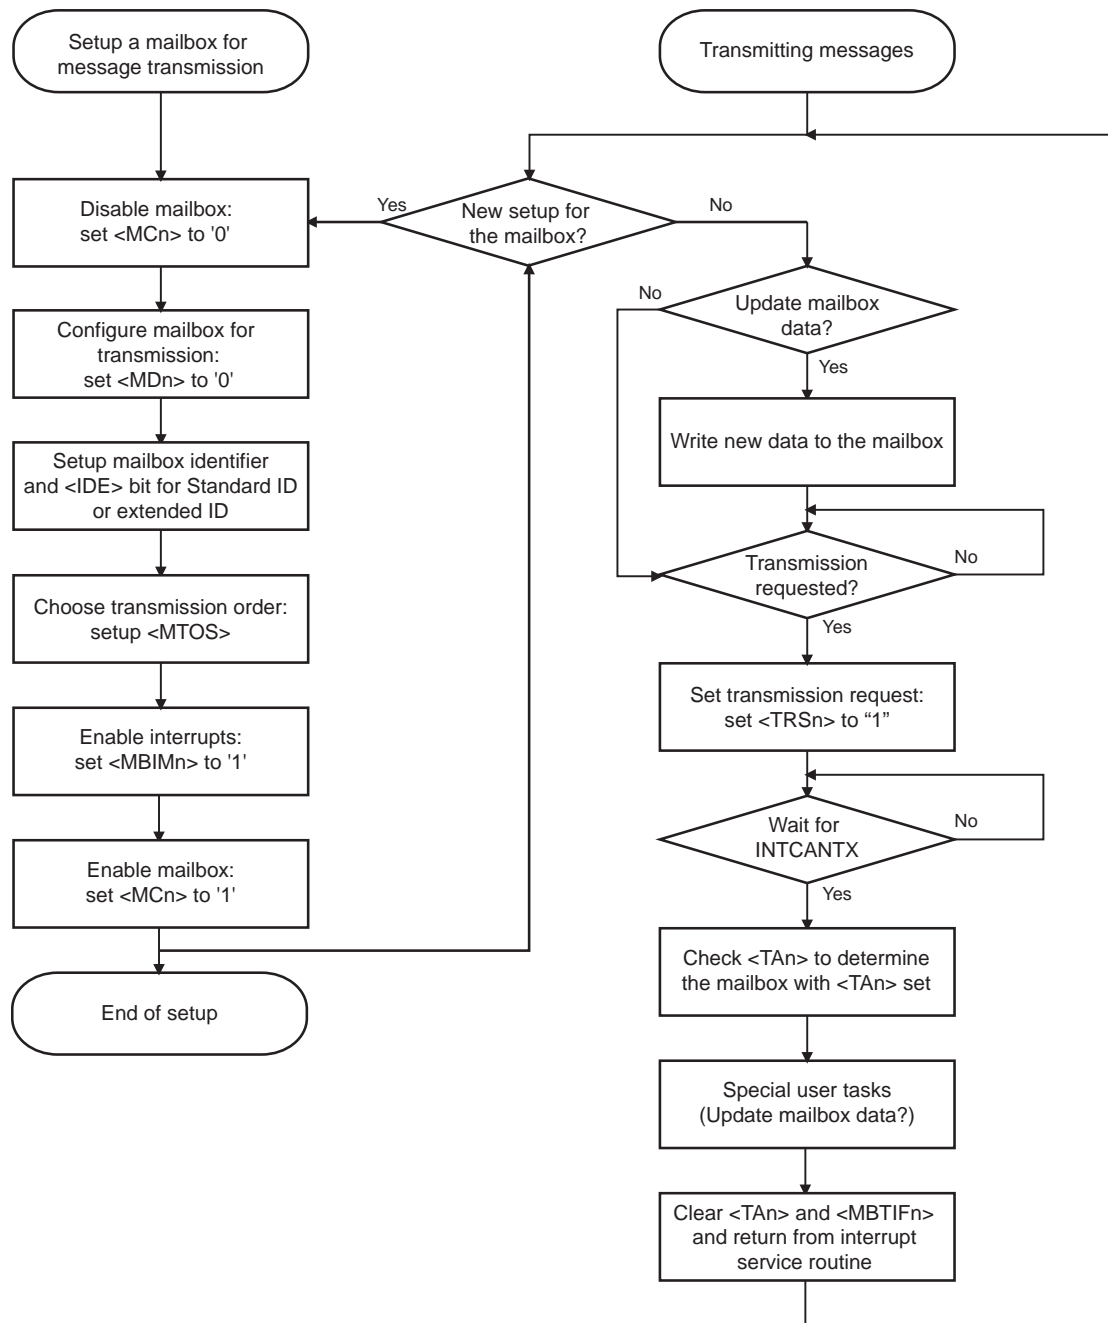 Setup a mailbox for
message transmission
Disable mailbox:
set <MCn> to '0'
Configure mailbox for
transmission:
set <MDn> to '0'
Setup mailbox identifier
and <IDE> bit for Standard ID
or extended ID
Choose transmission order:
setup <MTOS>
Enable interrupts:
set <MBIMn> to '1'
Enable mailbox:
set <MCn> to '1'
End of setup
Transmitting messages
Yes
New setup for
the mailbox?
No
No
Update mailbox
data?
Yes
Write new data to the mailbox
Transmission
requested?
No
Yes
Set transmission request:
set <TRSn> to “1”
Wait for
INTCANTX
No
Yes
Check <TAn> to determine
the mailbox with <TAn> set
Special user tasks
(Update mailbox data?)
Clear <TAn> and <MBTIFn>
and return from interrupt
service routine